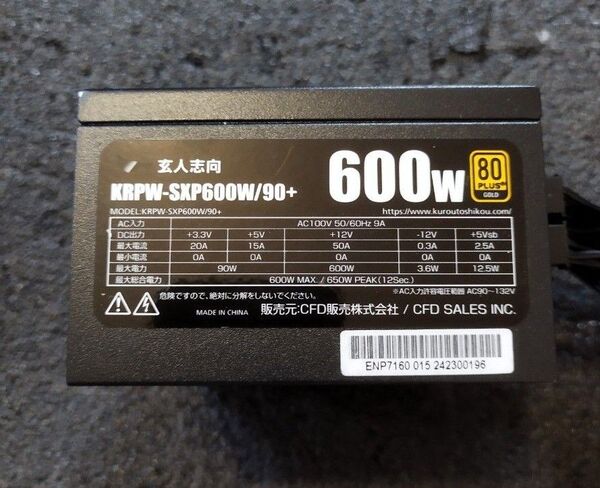 玄人志向
KRPW-SXP600W/90+
600W
80
PLUS
GOLD
MODEL:KRPW-SXP600W/90+
https://www.kuroutoshikou.com/
AC入力 AC100V 50/60Hz 9A
DC出力 +3.3V +5V +12V -12V +5Vsb
最大電流 20A 15A 50A 0.3A 2.5A
最小電流 0A 0A 0A 0A 0A
最大電力 90W 600W 3.6W 12.5W
最大総合電力 600W MAX. / 650W PEAK(12Sec.)
※AC入力許容電圧範囲 AC90～132V
危険ですので、絶対に分解をしないでください。
MADE IN CHINA 販売元:CFD販売株式会社 / CFD SALES INC.
ENP7160 015 242300196